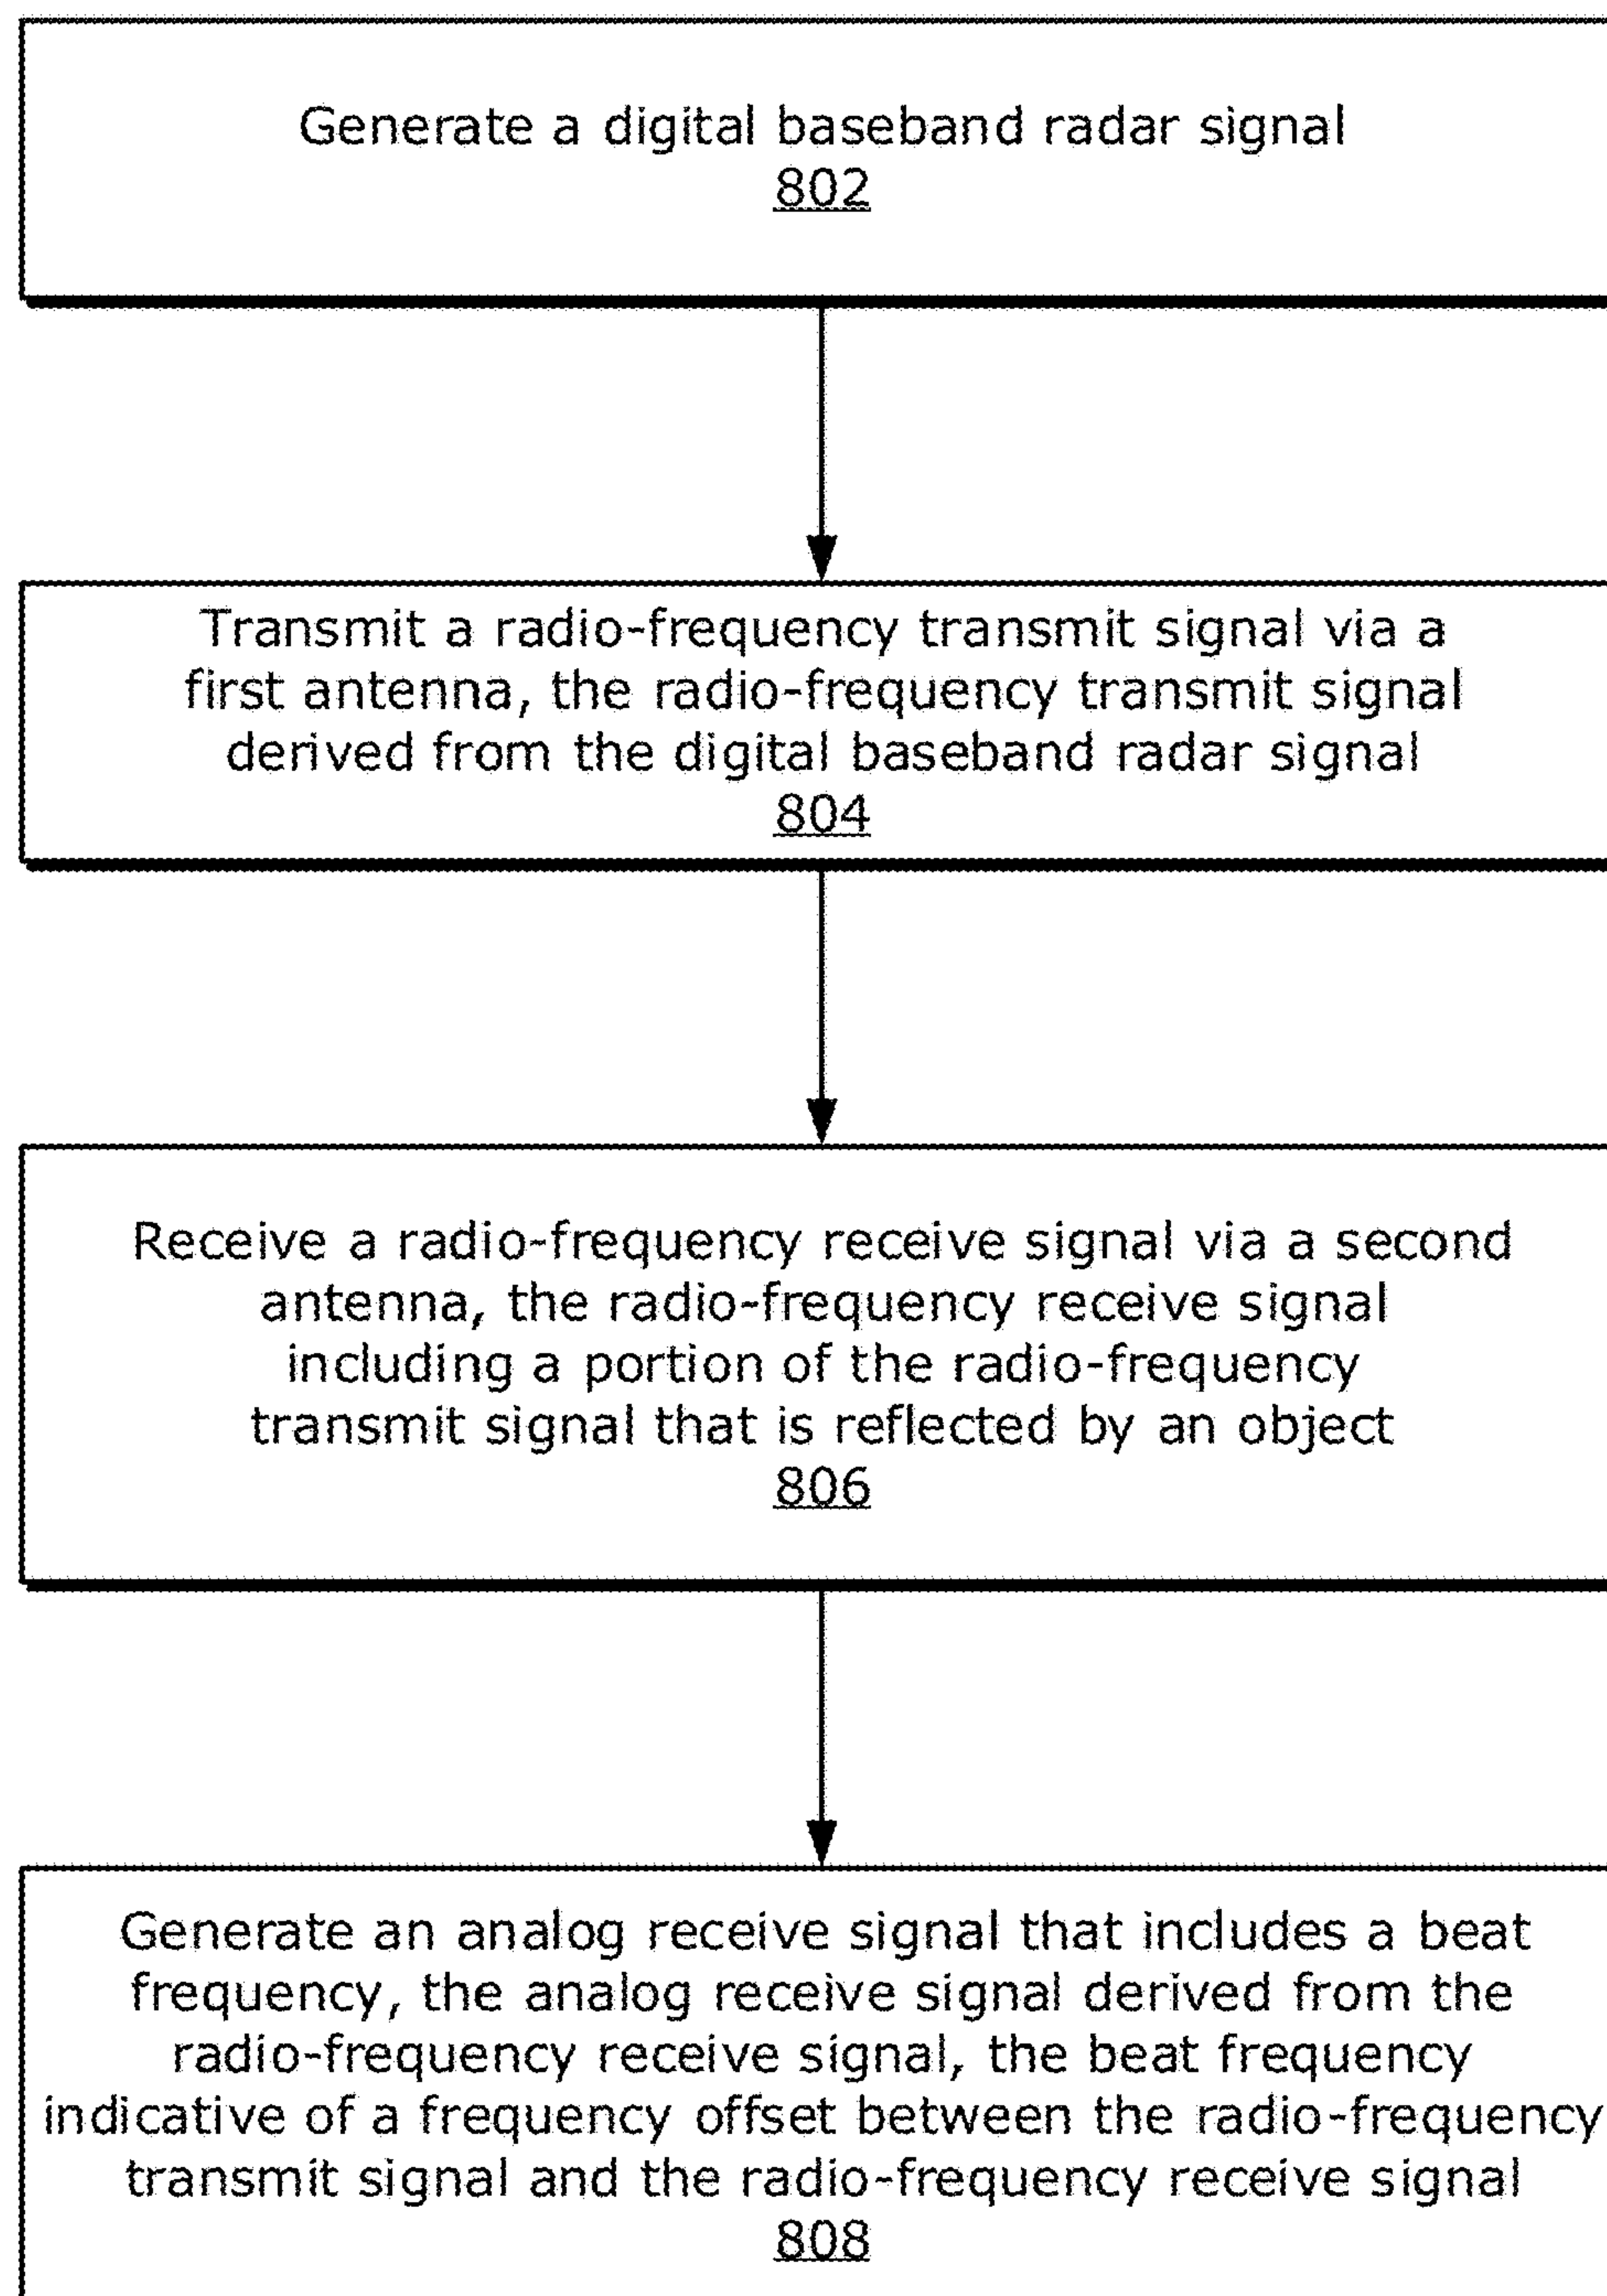 Generate a digital baseband radar signal
802
Transmit a radio-frequency transmit signal via a
first antenna, the radio-frequency transmit signal
derived from the digital baseband radar signal
804
Receive a radio-frequency receive signal via a second
antenna, the radio-frequency receive signal
including a portion of the radio-frequency
transmit signal that is reflected by an object
806
Generate an analog receive signal that includes a beat
frequency, the analog receive signal derived from the
radio-frequency receive signal, the beat frequency
indicative of a frequency offset between the radio-frequency
transmit signal and the radio-frequency receive signal
808